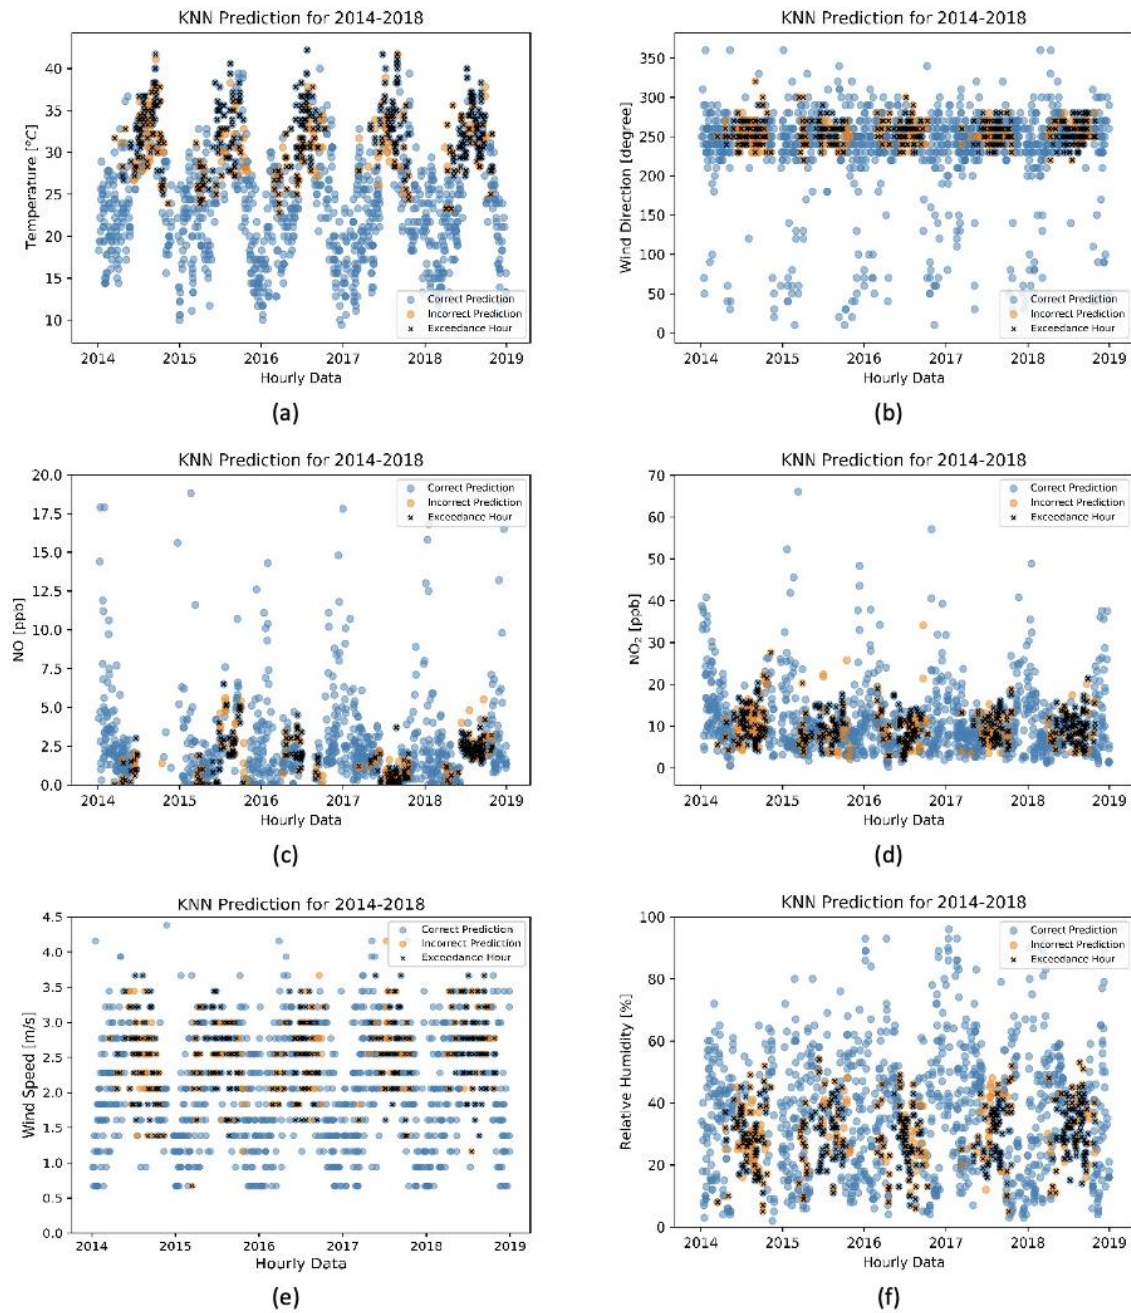 KNN Prediction for 2014-2018
Temperature [°C]
40
35
30
25
20
15
10
Correct Prediction
Incorrect Prediction
Exceedance Hour
2014 2015 2016 2017 2018 2019
Hourly Data
(a)
KNN Prediction for 2014-2018
Wind Direction [degree]
350
300
250
200
150
100
50
0
Correct Prediction
Incorrect Prediction
Exceedance Hour
2014 2015 2016 2017 2018 2019
Hourly Data
(b)
KNN Prediction for 2014-2018
NO [ppb]
20.0
17.5
15.0
12.5
10.0
7.5
5.0
2.5
0.0
Correct Prediction
Incorrect Prediction
Exceedance Hour
2014 2015 2016 2017 2018 2019
Hourly Data
(c)
KNN Prediction for 2014-2018
NO₂ [ppb]
70
60
50
40
30
20
10
0
Correct Prediction
Incorrect Prediction
Exceedance Hour
2014 2015 2016 2017 2018 2019
Hourly Data
(d)
KNN Prediction for 2014-2018
Wind Speed [m/s]
4.5
4.0
3.5
3.0
2.5
2.0
1.5
1.0
0.5
0.0
Correct Prediction
Incorrect Prediction
Exceedance Hour
2014 2015 2016 2017 2018 2019
Hourly Data
(e)
KNN Prediction for 2014-2018
Relative Humidity [%]
100
80
60
40
20
0
Correct Prediction
Incorrect Prediction
Exceedance Hour
2014 2015 2016 2017 2018 2019
Hourly Data
(f)